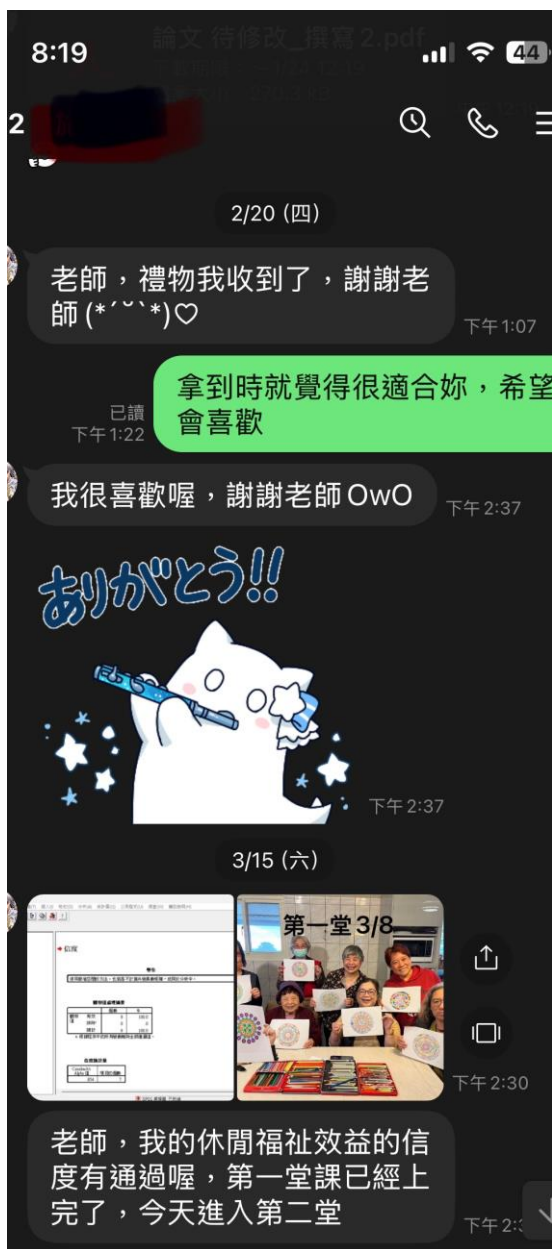 8:19
論文 待修改_撰寫2.pdf
44
2
2/20 (四)
老師，禮物我收到了，謝謝老
師 (*ˊ˘ˋ*)♡
下午1:07
拿到時就覺得很適合妳，希望
會喜歡
已讀
下午1:22
我很喜歡喔，謝謝老師 OwO
下午2:37
ありがとう!!
下午2:37
3/15 (六)
信度
第一堂3/8
下午2:30
老師，我的休閒福祉效益的信
度有通過喔，第一堂課已經上
完了，今天進入第二堂